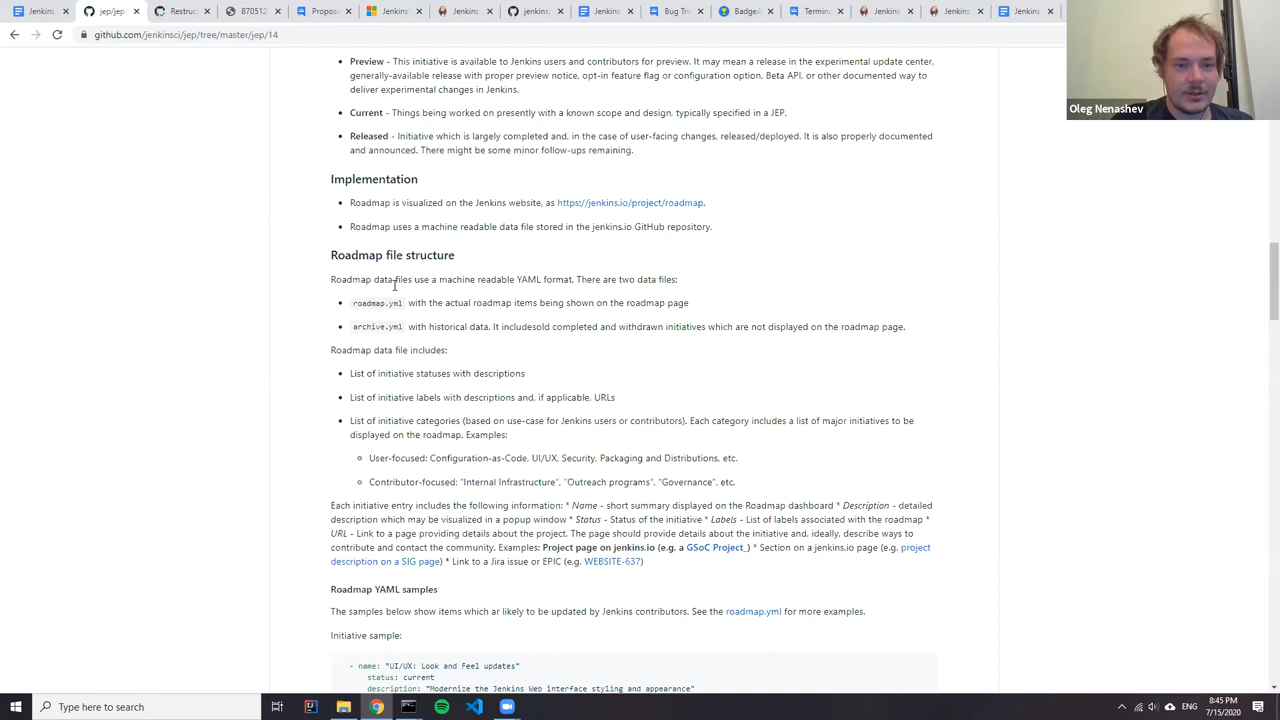 Jenkins
jep/jep/
Restruc
870512
Propos
Jenkins
Jenkins
jenkins
Jenkins
Bug Tri
BadgeA
Termin
Jenkins
Jenkins
Jenkins
github.com/jenkinsci/jep/tree/master/jep/14
Oleg Nenashev
Preview - This initiative is available to Jenkins users and contributors for preview. It may mean a release in the experimental update center,
generally-available release with proper preview notice, opt-in feature flag or configuration option, Beta API, or other documented way to
deliver experimental changes in Jenkins.
Current - Things being worked on presently with a known scope and design, typically specified in a JEP.
Released - Initiative which is largely completed and, in the case of user-facing changes, released/deployed. It is also properly documented
and announced. There might be some minor follow-ups remaining.
Implementation
Roadmap is visualized on the Jenkins website, as https://jenkins.io/project/roadmap.
Roadmap uses a machine readable data file stored in the jenkins.io GitHub repository.
Roadmap file structure
Roadmap data files use a machine readable YAML format. There are two data files:
roadmap.yml with the actual roadmap items being shown on the roadmap page
archive.yml with historical data. It includesold completed and withdrawn initiatives which are not displayed on the roadmap page.
Roadmap data file includes:
List of initiative statuses with descriptions
List of initiative labels with descriptions and, if applicable, URLs
List of initiative categories (based on use-case for Jenkins users or contributors). Each category includes a list of major initiatives to be
displayed on the roadmap. Examples:
User-focused: Configuration-as-Code, UI/UX, Security, Packaging and Distributions, etc.
Contributor-focused: "Internal Infrastructure", "Outreach programs", "Governance", etc.
Each initiative entry includes the following information: * Name - short summary displayed on the Roadmap dashboard * Description - detailed
description which may be visualized in a popup window * Status - Status of the initiative * Labels - List of labels associated with the roadmap *
URL - Link to a page providing details about the project. The page should provide details about the initiative and, ideally, describe ways to
contribute and contact the community. Examples: Project page on jenkins.io (e.g. a GSoC Project_) * Section on a jenkins.io page (e.g. project
description on a SIG page) * Link to a Jira issue or EPIC (e.g. WEBSITE-637)
Roadmap YAML samples
The samples below show items which ar likely to be updated by Jenkins contributors. See the roadmap.yml for more examples.
Initiative sample:
- name: "UI/UX: Look and Feel updates"
status: current
description: "Modernize the Jenkins Web interface styling and appearance"
Type here to search
ENG
8:45 PM
7/15/2020